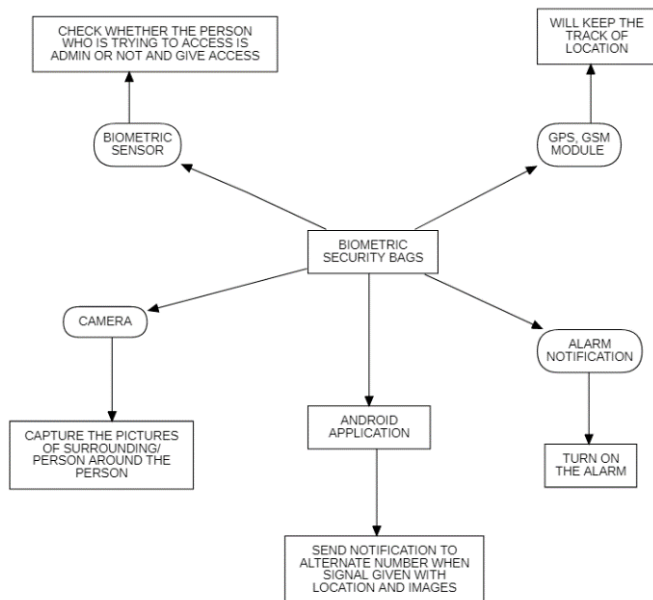 CHECK WHETHER THE PERSON
WHO IS TRYING TO ACCESS IS
ADMIN OR NOT AND GIVE ACCESS
WILL KEEP THE
TRACK OF
LOCATION
BIOMETRIC
SENSOR
GPS, GSM
MODULE
BIOMETRIC
SECURITY BAGS
CAMERA
ALARM
NOTIFICATION
CAPTURE THE PICTURES
OF SURROUNDING/
PERSON AROUND THE
PERSON
ANDROID
APPLICATION
TURN ON
THE ALARM
SEND NOTIFICATION TO
ALTERNATE NUMBER WHEN
SIGNAL GIVEN WITH
LOCATION AND IMAGES